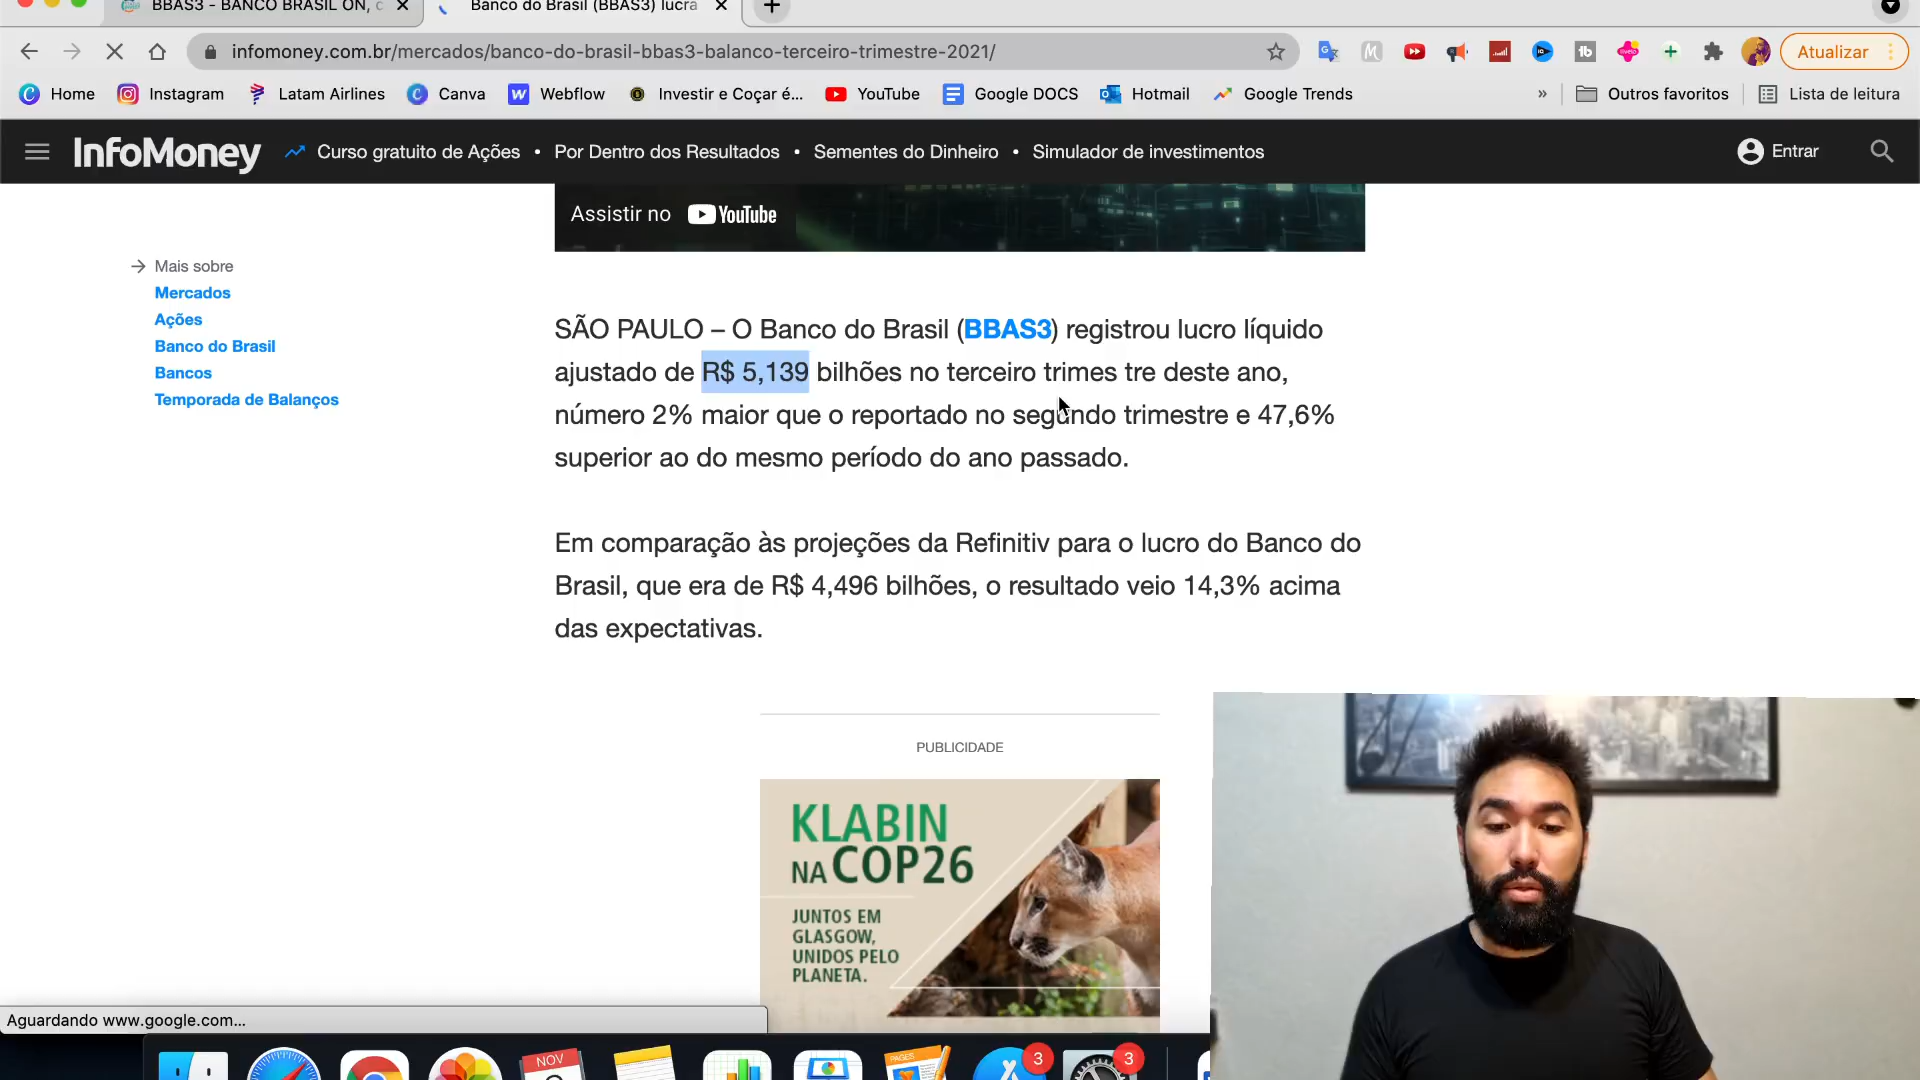 BBAS3 - BANCO BRASIL ON, c
Banco do Brasil (BBAS3) lucra
infomoney.com.br/mercados/banco-do-brasil-bbas3-balanco-terceiro-trimestre-2021/
Atualizar
Home
Instagram
Latam Airlines
Canva
Webflow
Investir e Coçar é...
YouTube
Google DOCS
Hotmail
Google Trends
»
Outros favoritos
Lista de leitura
InfoMoney
Curso gratuito de Ações • Por Dentro dos Resultados • Sementes do Dinheiro • Simulador de investimentos
Entrar
Assistir no YouTube
Mais sobre
Mercados
Ações
Banco do Brasil
Bancos
Temporada de Balanços
SÃO PAULO – O Banco do Brasil (BBAS3) registrou lucro líquido
ajustado de R$ 5,139 bilhões no terceiro trimes tre deste ano,
número 2% maior que o reportado no segundo trimestre e 47,6%
superior ao do mesmo período do ano passado.
Em comparação às projeções da Refinitiv para o lucro do Banco do
Brasil, que era de R$ 4,496 bilhões, o resultado veio 14,3% acima
das expectativas.
PUBLICIDADE
KLABIN
NA COP26
JUNTOS EM
GLASGOW,
UNIDOS PELO
PLANETA.
Aguardando www.google.com...
NOV
PAGES
3
3